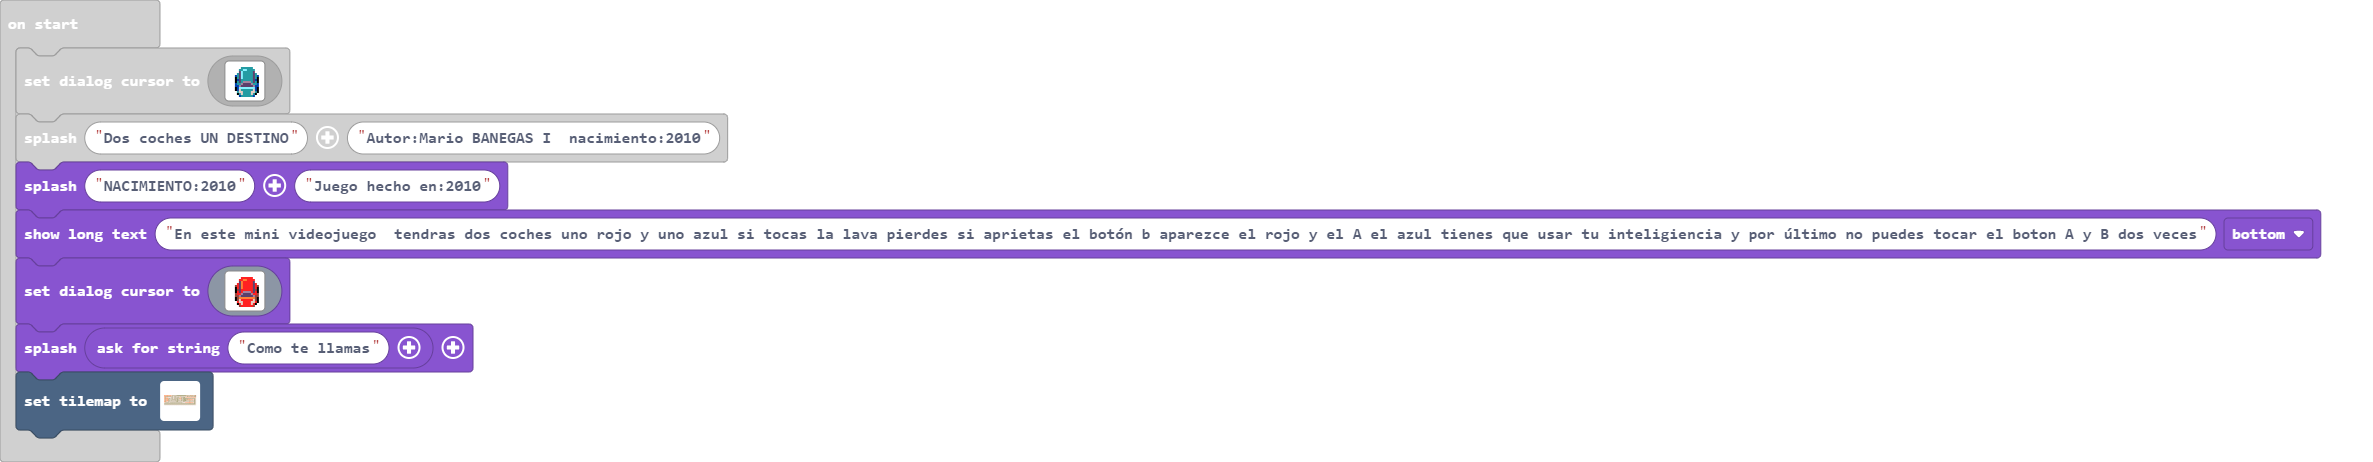 on start
set dialog cursor to
splash "Dos coches UN DESTINO" "Autor:Mario BANEGAS I  nacimiento:2010"
splash "NACIMIENTO:2010" "Juego hecho en:2010"
show long text "En este mini videojuego  tendras dos coches uno rojo y uno azul si tocas la lava pierdes si aprietas el botón b aparezce el rojo y el A el azul tienes que usar tu inteligiencia y por último no puedes tocar el boton A y B dos veces" bottom
set dialog cursor to
splash ask for string "Como te llamas"
set tilemap to